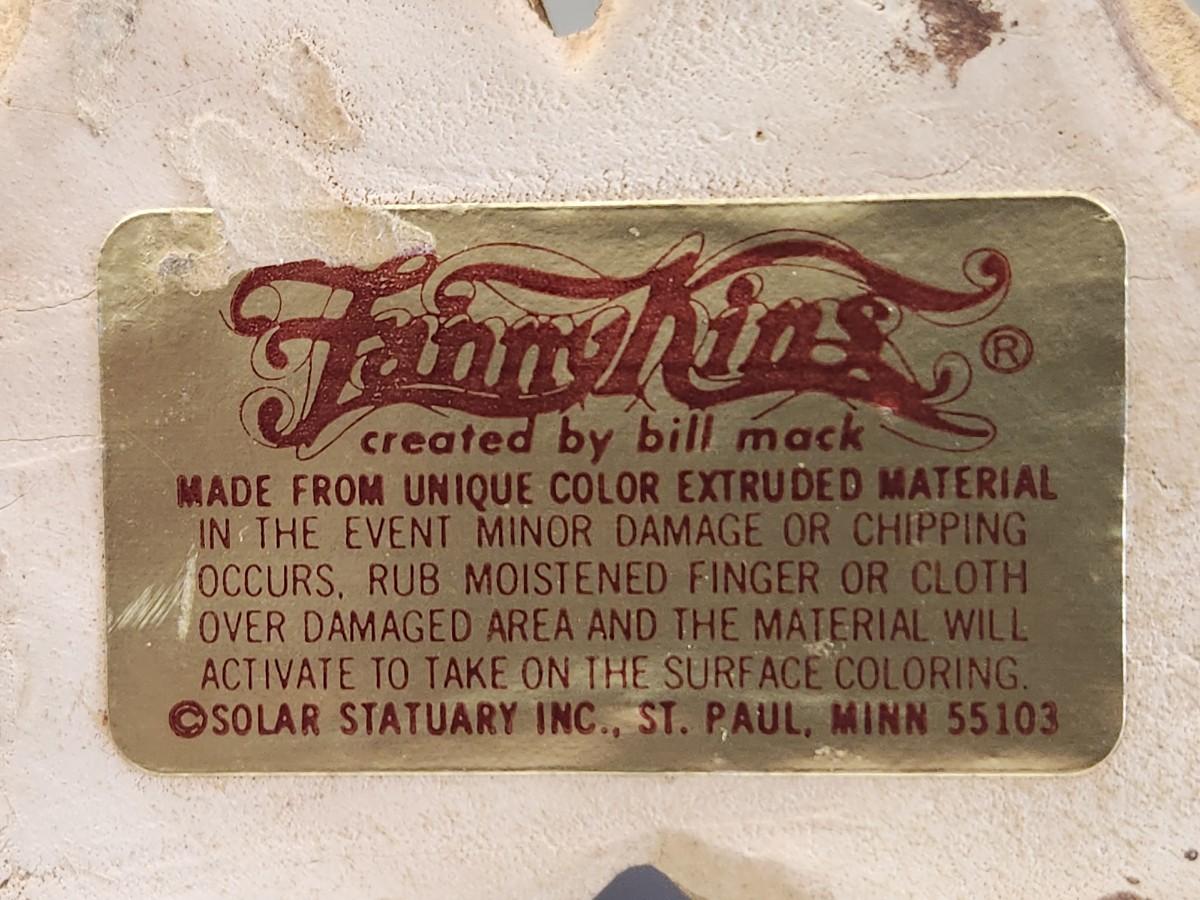 Fannykins ®
created by bill mack
MADE FROM UNIQUE COLOR EXTRUDED MATERIAL
IN THE EVENT MINOR DAMAGE OR CHIPPING
OCCURS, RUB MOISTENED FINGER OR CLOTH
OVER DAMAGED AREA AND THE MATERIAL WILL
ACTIVATE TO TAKE ON THE SURFACE COLORING.
©SOLAR STATUARY INC., ST. PAUL, MINN 55103